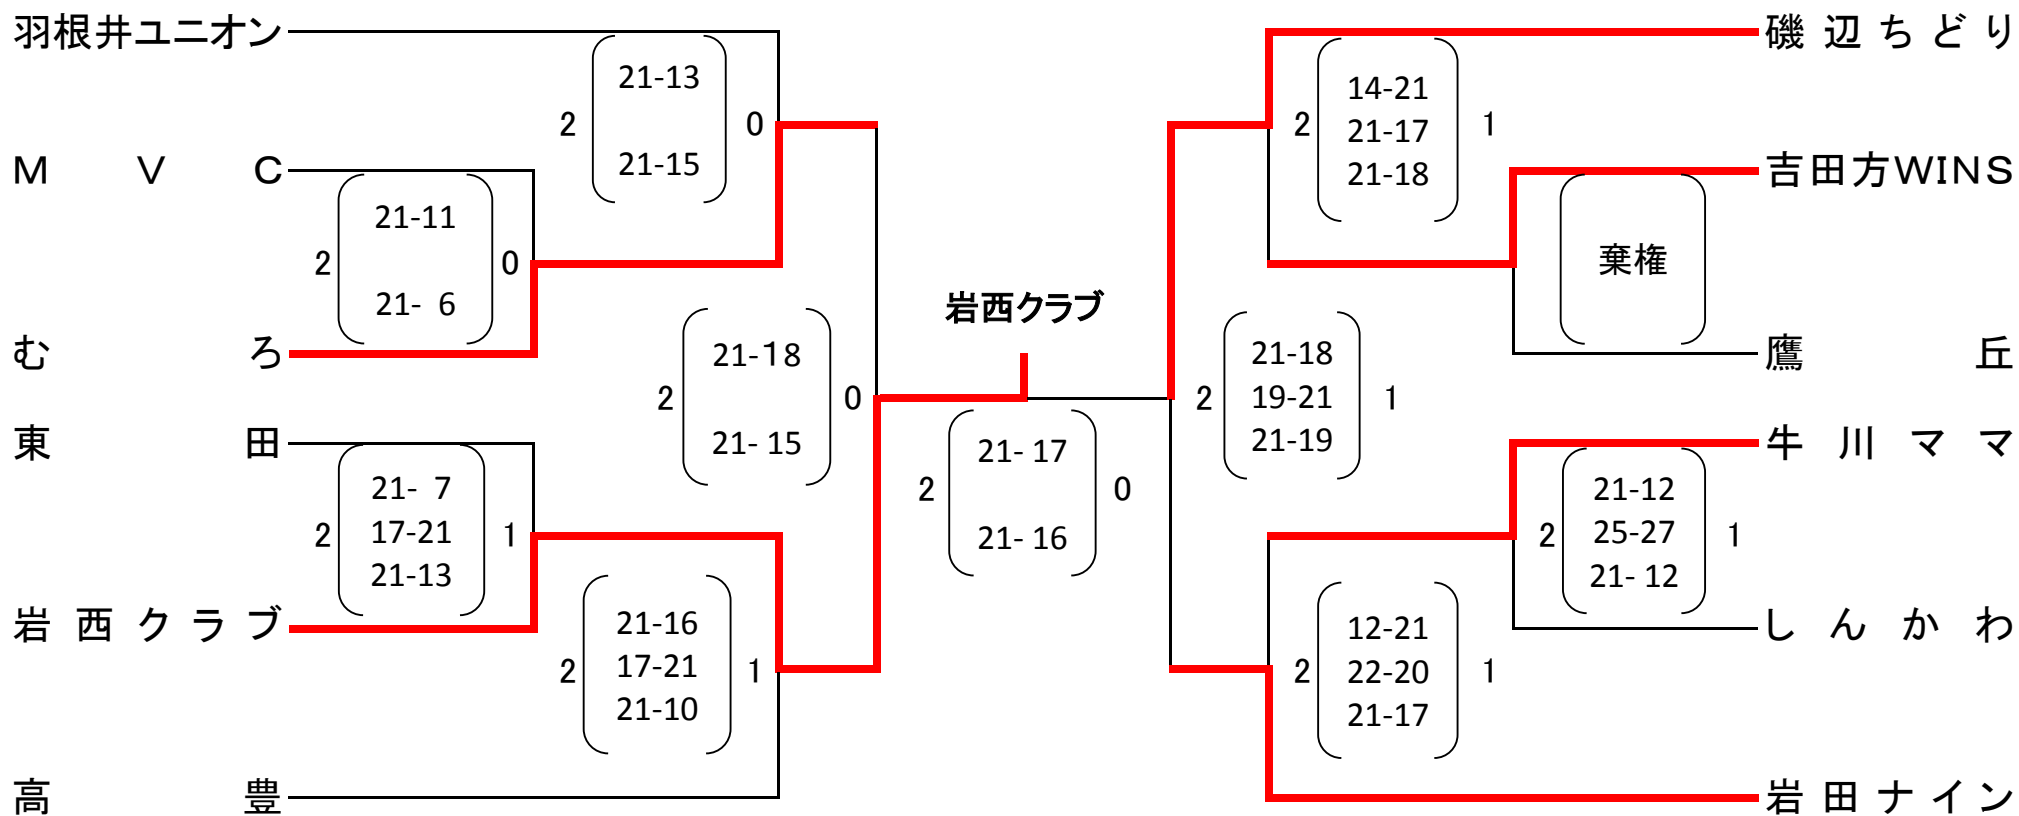 羽根井ユニオン
21-13
2 0
21-15
M V C
21-11
2 0
21- 6
むろ
21-18
2 0
21- 15
東田
21- 7
2 17-21 1
21-13
岩西クラブ
21-16
2 17-21 1
21-10
高豊
岩西クラブ
21- 17
2 0
21- 16
磯辺ちどり
14-21
2 21-17 1
21-18
吉田方WINS
棄権
鷹丘
21-18
2 19-21 1
21-19
牛川ママ
21-12
2 25-27 1
21- 12
しんかわ
12-21
2 22-20 1
21-17
岩田ナイン